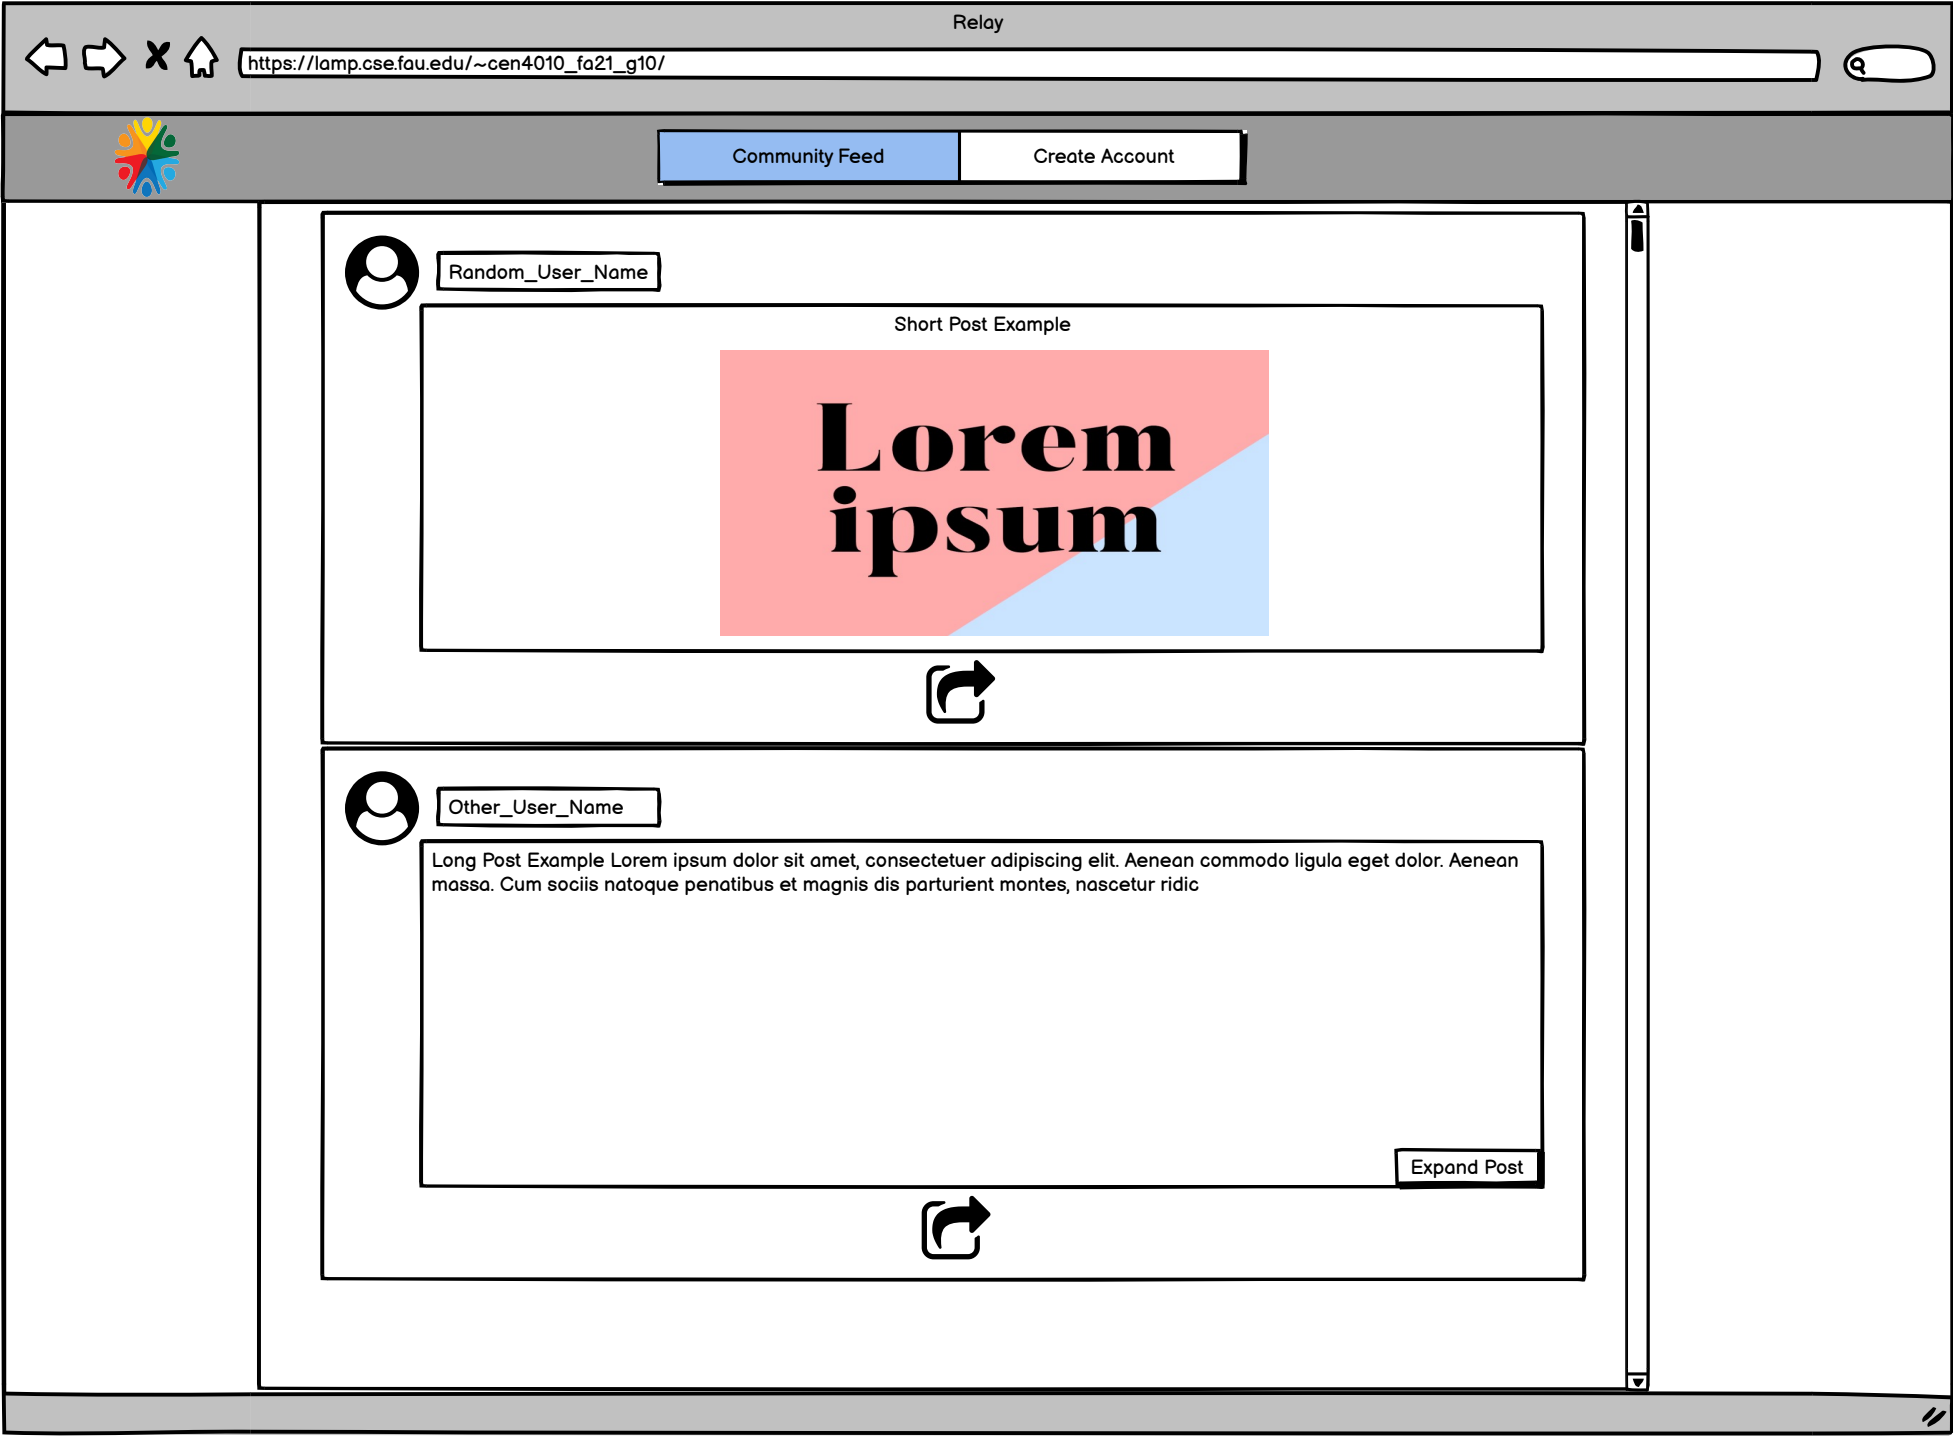 Relay
https://lamp.cse.fau.edu/~cen4010_fa21_g10/
Community Feed
Create Account
Random_User_Name
Short Post Example
Lorem
ipsum
Other_User_Name
Long Post Example Lorem ipsum dolor sit amet, consectetuer adipiscing elit. Aenean commodo ligula eget dolor. Aenean
massa. Cum sociis natoque penatibus et magnis dis parturient montes, nascetur ridic
Expand Post